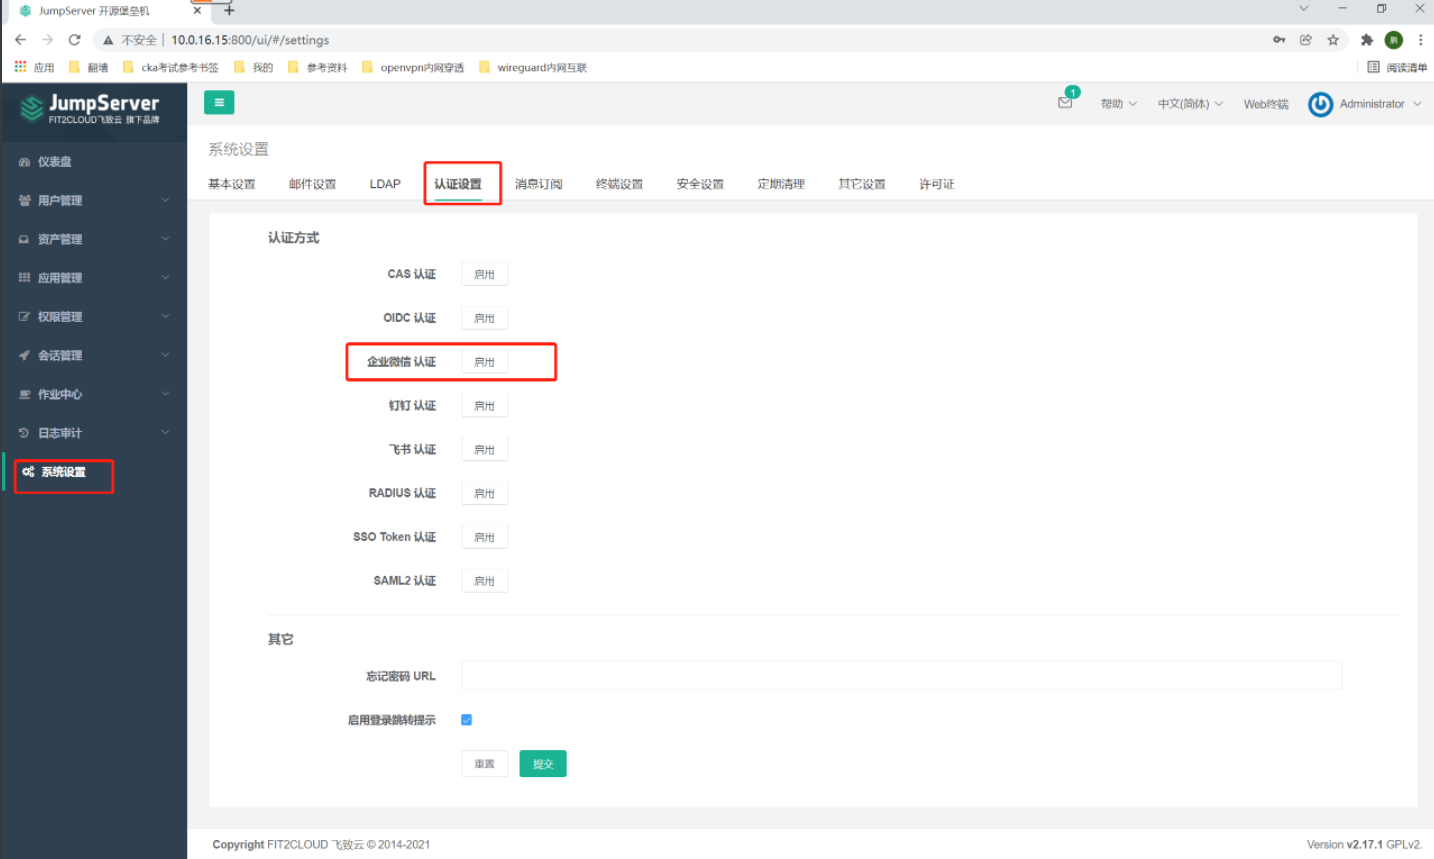 JumpServer 开源堡垒机
不安全 | 10.0.16.15:800/ui/#/settings
鹏
应用 翻墙 cka考试参考书签 我的 参考资料 openvpn内网穿透 wireguard内网互联 阅读清单
JumpServer
FIT2CLOUD飞致云 旗下品牌
1
帮助 中文(简体) Web终端 Administrator
仪表盘
用户管理
资产管理
应用管理
权限管理
会话管理
作业中心
日志审计
系统设置
系统设置
基本设置 邮件设置 LDAP 认证设置 消息订阅 终端设置 安全设置 定期清理 其它设置 许可证
认证方式
CAS 认证 启用
OIDC 认证 启用
企业微信 认证 启用
钉钉 认证 启用
飞书 认证 启用
RADIUS 认证 启用
SSO Token 认证 启用
SAML2 认证 启用
其它
忘记密码 URL
启用登录跳转提示
重置 提交
Copyright FIT2CLOUD 飞致云 © 2014-2021
Version v2.17.1 GPLv2.